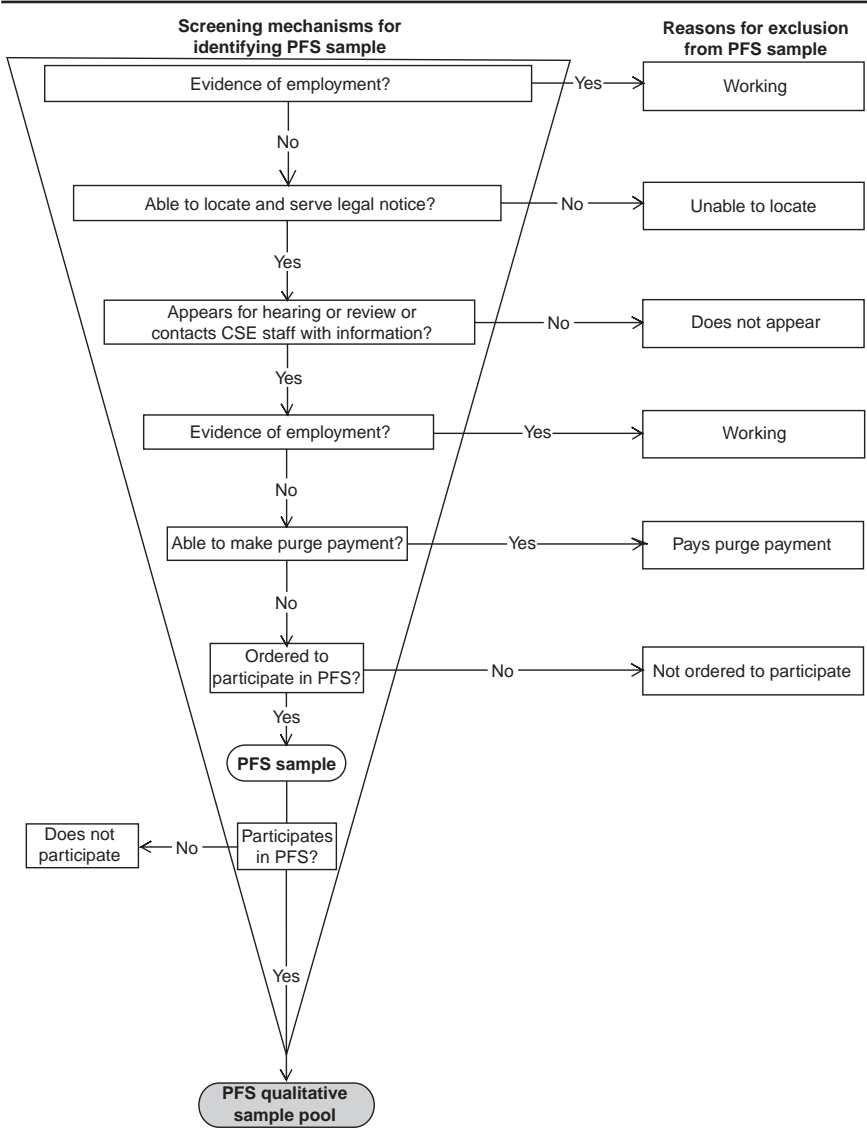 Screening mechanisms for
identifying PFS sample
Reasons for exclusion
from PFS sample
Evidence of employment?
Yes
Working
No
Able to locate and serve legal notice?
No
Unable to locate
Yes
Appears for hearing or review or
contacts CSE staff with information?
No
Does not appear
Yes
Evidence of employment?
Yes
Working
No
Able to make purge payment?
Yes
Pays purge payment
No
Ordered to
participate in PFS?
No
Not ordered to participate
Yes
PFS sample
Does not
participate
No
Participates
in PFS?
Yes
PFS qualitative
sample pool